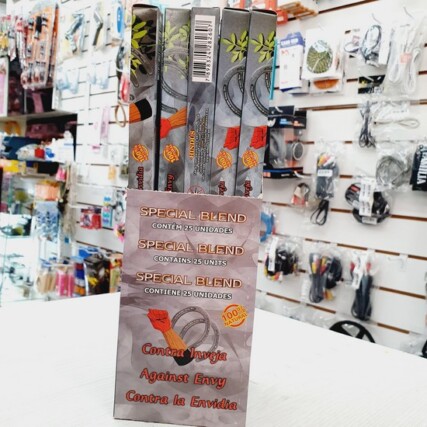 SPECIAL BLEND
CONTÉM 25 UNIDADES
SPECIAL BLEND
CONTAINS 25 UNITS
SPECIAL BLEND
CONTIENE 25 UNIDADES
100%
Contra Inveja
Against Envy
Contra la Envidia